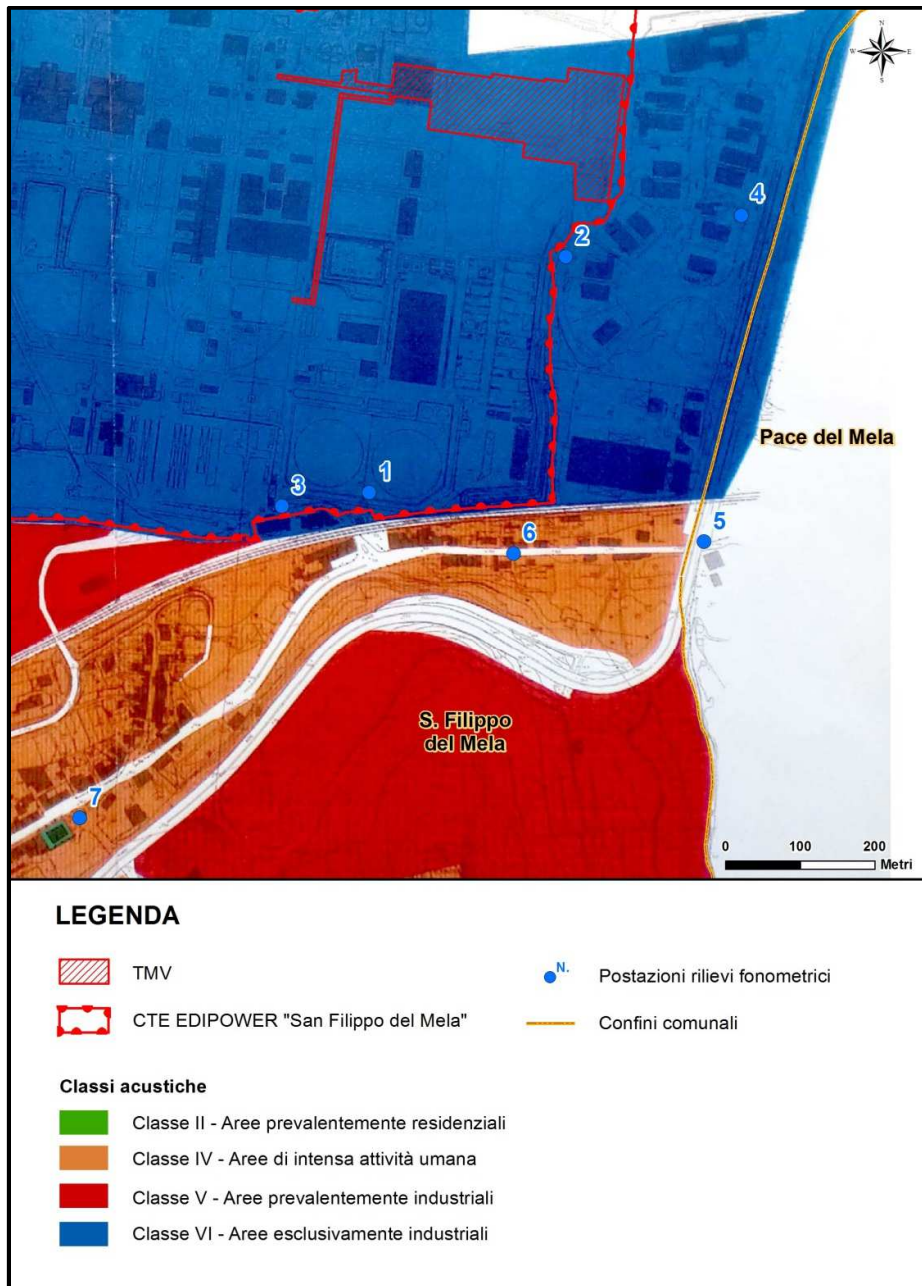 N
W E
S
4
2
1
3
Pace del Mela
5
6
S. Filippo
del Mela
7
0 100 200
Metri
LEGENDA
TMV
N.
Postazioni rilievi fonometrici
CTE EDIPOWER "San Filippo del Mela"
Confini comunali
Classi acustiche
Classe II - Aree prevalentemente residenziali
Classe IV - Aree di intensa attività umana
Classe V - Aree prevalentemente industriali
Classe VI - Aree esclusivamente industriali